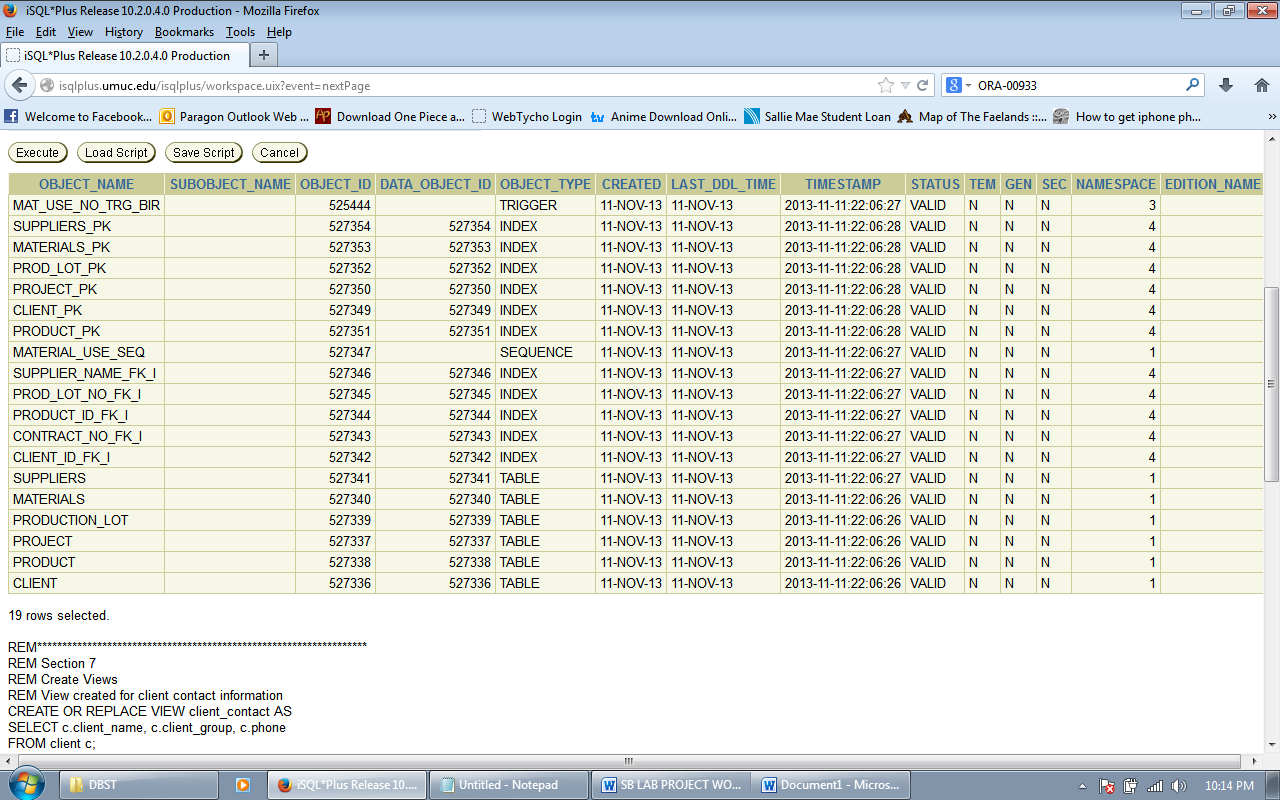 iSQL*Plus Release 10.2.0.4.0 Production - Mozilla Firefox
File Edit View History Bookmarks Tools Help
iSQL*Plus Release 10.2.0.4.0 Production +
isqlplus.umuc.edu/isqlplus/workspace.uix?event=nextPage ORA-00933
Welcome to Facebook... Paragon Outlook Web ... Download One Piece a... WebTycho Login Anime Download Onli... Sallie Mae Student Loan Map of The Faelands ::... How to get iphone ph... »
Execute Load Script Save Script Cancel
OBJECT_NAME SUBOBJECT_NAME OBJECT_ID DATA_OBJECT_ID OBJECT_TYPE CREATED LAST_DDL_TIME TIMESTAMP STATUS TEM GEN SEC NAMESPACE EDITION_NAME
MAT_USE_NO_TRG_BIR 525444 TRIGGER 11-NOV-13 11-NOV-13 2013-11-11:22:06:27 VALID N N N 3
SUPPLIERS_PK 527354 527354 INDEX 11-NOV-13 11-NOV-13 2013-11-11:22:06:28 VALID N N N 4
MATERIALS_PK 527353 527353 INDEX 11-NOV-13 11-NOV-13 2013-11-11:22:06:28 VALID N N N 4
PROD_LOT_PK 527352 527352 INDEX 11-NOV-13 11-NOV-13 2013-11-11:22:06:28 VALID N N N 4
PROJECT_PK 527350 527350 INDEX 11-NOV-13 11-NOV-13 2013-11-11:22:06:28 VALID N N N 4
CLIENT_PK 527349 527349 INDEX 11-NOV-13 11-NOV-13 2013-11-11:22:06:28 VALID N N N 4
PRODUCT_PK 527351 527351 INDEX 11-NOV-13 11-NOV-13 2013-11-11:22:06:28 VALID N N N 4
MATERIAL_USE_SEQ 527347 SEQUENCE 11-NOV-13 11-NOV-13 2013-11-11:22:06:27 VALID N N N 1
SUPPLIER_NAME_FK_I 527346 527346 INDEX 11-NOV-13 11-NOV-13 2013-11-11:22:06:27 VALID N N N 4
PROD_LOT_NO_FK_I 527345 527345 INDEX 11-NOV-13 11-NOV-13 2013-11-11:22:06:27 VALID N N N 4
PRODUCT_ID_FK_I 527344 527344 INDEX 11-NOV-13 11-NOV-13 2013-11-11:22:06:27 VALID N N N 4
CONTRACT_NO_FK_I 527343 527343 INDEX 11-NOV-13 11-NOV-13 2013-11-11:22:06:27 VALID N N N 4
CLIENT_ID_FK_I 527342 527342 INDEX 11-NOV-13 11-NOV-13 2013-11-11:22:06:27 VALID N N N 4
SUPPLIERS 527341 527341 TABLE 11-NOV-13 11-NOV-13 2013-11-11:22:06:27 VALID N N N 1
MATERIALS 527340 527340 TABLE 11-NOV-13 11-NOV-13 2013-11-11:22:06:26 VALID N N N 1
PRODUCTION_LOT 527339 527339 TABLE 11-NOV-13 11-NOV-13 2013-11-11:22:06:26 VALID N N N 1
PROJECT 527337 527337 TABLE 11-NOV-13 11-NOV-13 2013-11-11:22:06:26 VALID N N N 1
PRODUCT 527338 527338 TABLE 11-NOV-13 11-NOV-13 2013-11-11:22:06:26 VALID N N N 1
CLIENT 527336 527336 TABLE 11-NOV-13 11-NOV-13 2013-11-11:22:06:26 VALID N N N 1
19 rows selected.
REM******************************************************************
REM Section 7
REM Create Views
REM View created for client contact information
CREATE OR REPLACE VIEW client_contact AS
SELECT c.client_name, c.client_group, c.phone
FROM client c;
DBST iSQL*Plus Release 10.... Untitled - Notepad SB LAB PROJECT WO... Document1 - Micros... 10:14 PM